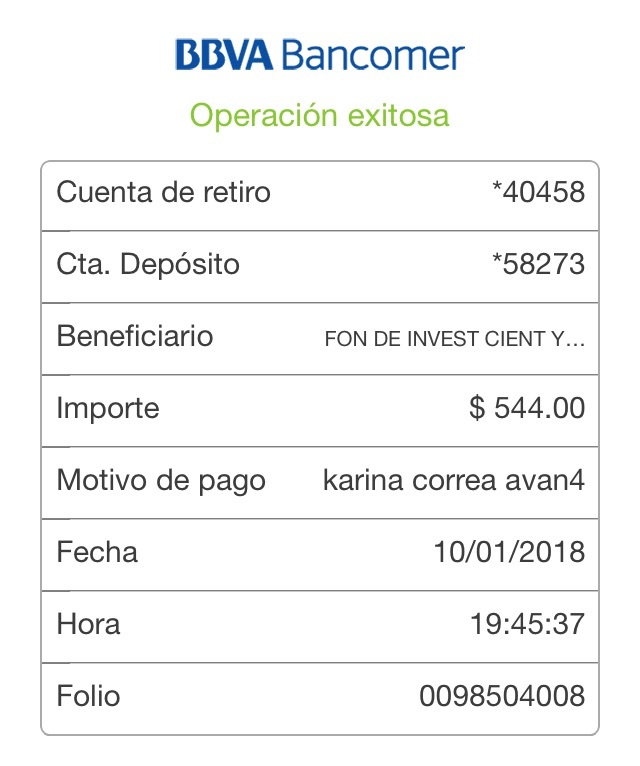 BBVA Bancomer
Operación exitosa
Cuenta de retiro *40458
Cta. Depósito *58273
Beneficiario FON DE INVEST CIENT Y...
Importe $ 544.00
Motivo de pago karina correa avan4
Fecha 10/01/2018
Hora 19:45:37
Folio 0098504008